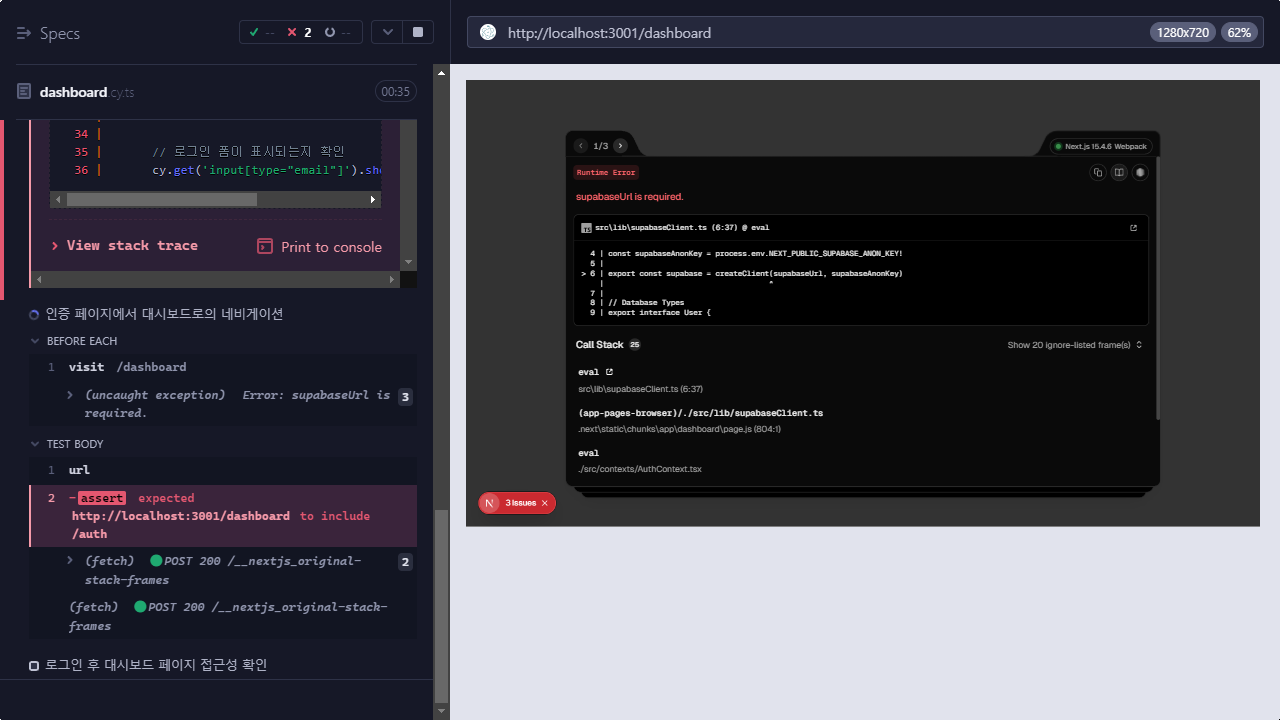 Specs
-- 2 --
dashboard.cy.ts
00:35
34 |
35 | // 로그인 폼이 표시되는지 확인
36 | cy.get('input[type="email"]').sho
View stack trace
Print to console
인증 페이지에서 대시보드로의 네비게이션
BEFORE EACH
1 visit /dashboard
(uncaught exception) Error: supabaseUrl is 3
required.
TEST BODY
1 url
2 -assert expected
http://localhost:3001/dashboard to include
/auth
(fetch) POST 200 /__nextjs_original- 2
stack-frames
(fetch) POST 200 /__nextjs_original-stack-
frames
로그인 후 대시보드 페이지 접근성 확인
http://localhost:3001/dashboard
1280x720
62%
1/3
Next.js 15.4.6 Webpack
Runtime Error
supabaseUrl is required.
src\lib\supabaseClient.ts (6:37) @ eval
4 | const supabaseAnonKey = process.env.NEXT_PUBLIC_SUPABASE_ANON_KEY!
5 |
> 6 | export const supabase = createClient(supabaseUrl, supabaseAnonKey)
| ^
7 |
8 | // Database Types
9 | export interface User {
Call Stack 25
Show 20 ignore-listed frame(s)
eval
src\lib\supabaseClient.ts (6:37)
(app-pages-browser)/./src/lib/supabaseClient.ts
.next\static\chunks\app\dashboard\page.js (804:1)
eval
./src/contexts/AuthContext.tsx
N 3 Issues ×